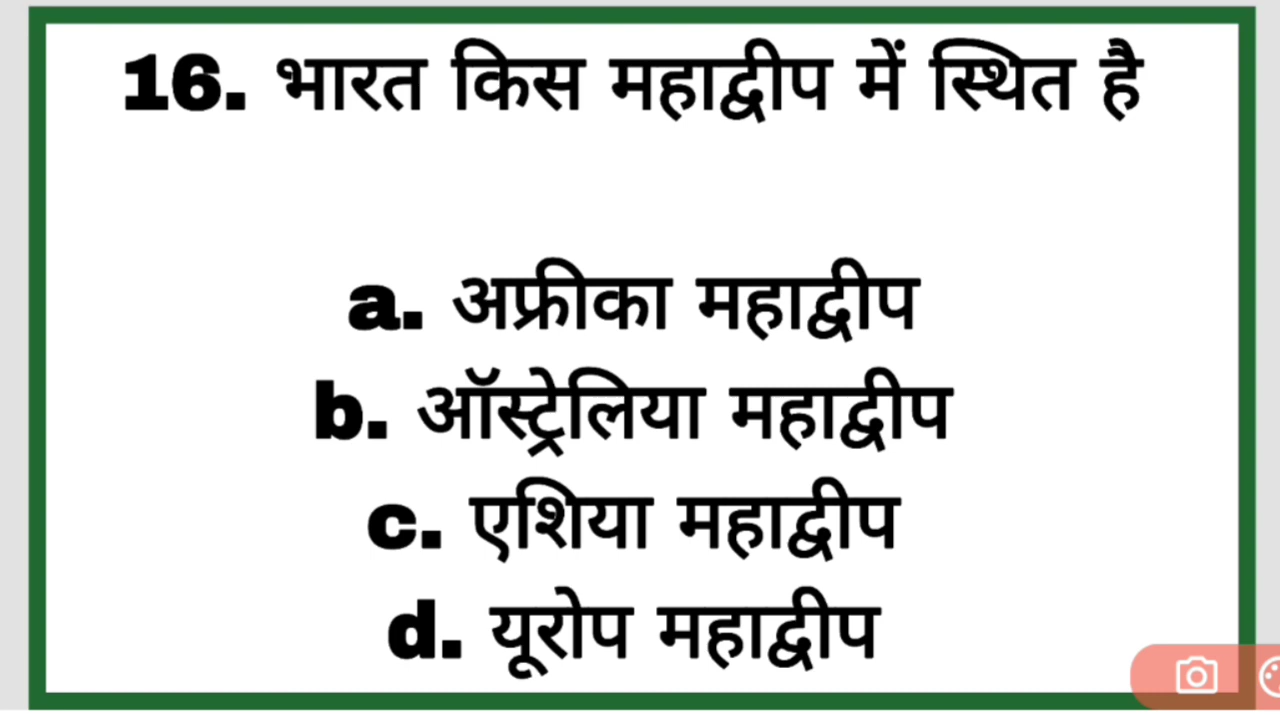 16. भारत किस महाद्वीप में स्थित है
a. अफ्रीका महाद्वीप
b. ऑस्ट्रेलिया महाद्वीप
c. एशिया महाद्वीप
d. यूरोप महाद्वीप